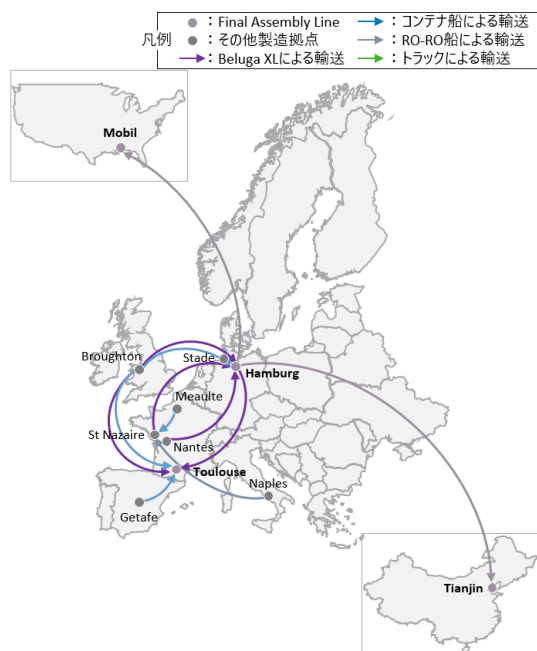 凡例
：Final Assembly Line
：コンテナ船による輸送
：その他製造拠点
：RO-RO船による輸送
：Beluga XLによる輸送
：トラックによる輸送
Mobil
Broughton
Stade
Hamburg
Meaulte
St Nazaire
Nantes
Toulouse
Naples
Getafe
Tianjin